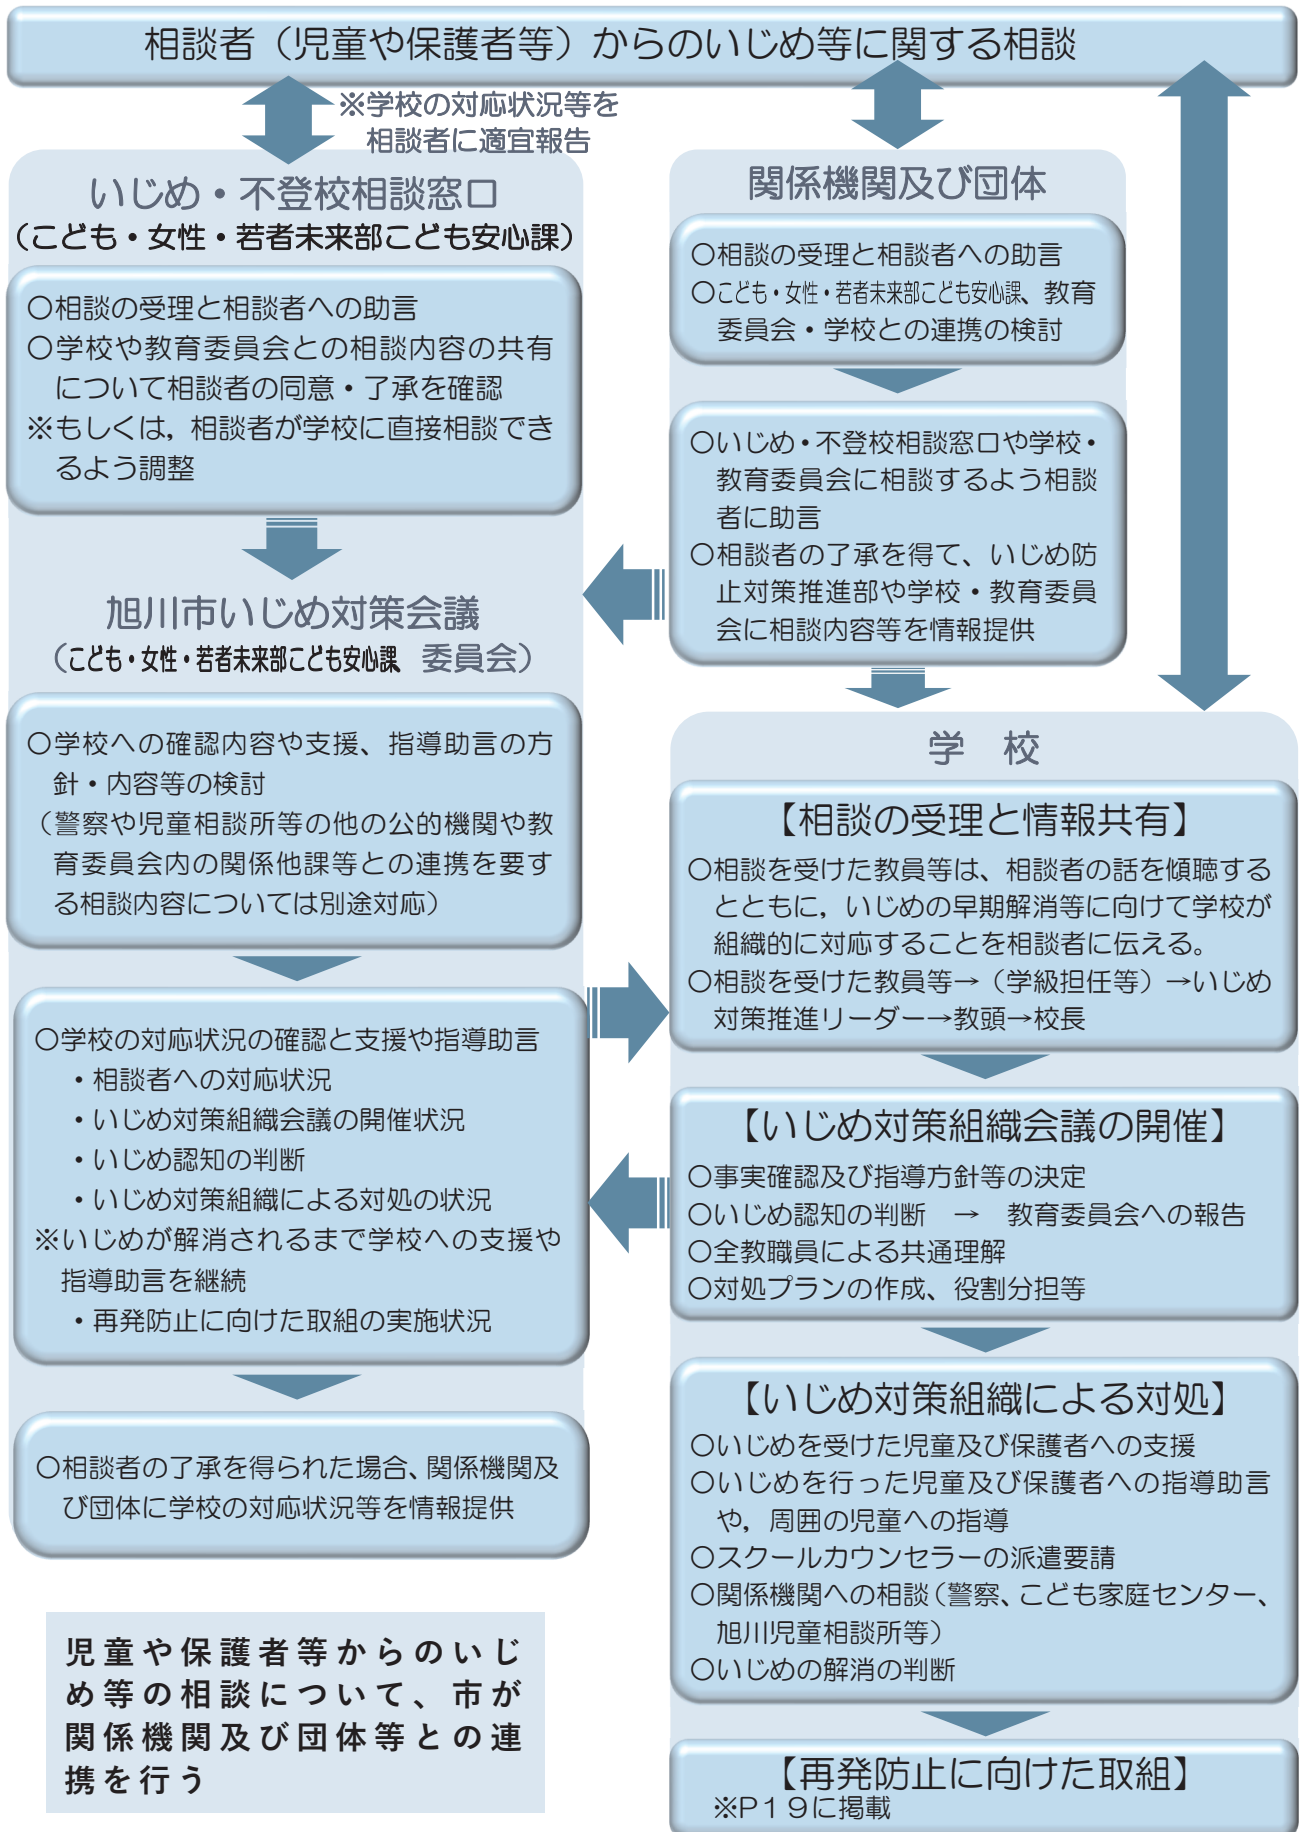 相談者（児童や保護者等）からのいじめ等に関する相談
※学校の対応状況等を
相談者に適宜報告
いじめ・不登校相談窓口
（こども・女性・若者未来部こども安心課）
〇相談の受理と相談者への助言
〇学校や教育委員会との相談内容の共有
について相談者の同意・了承を確認
※もしくは，相談者が学校に直接相談でき
るよう調整
旭川市いじめ対策会議
（こども・女性・若者未来部こども安心課　委員会）
〇学校への確認内容や支援、指導助言の方
針・内容等の検討
（警察や児童相談所等の他の公的機関や教
育委員会内の関係他課等との連携を要す
る相談内容については別途対応）
〇学校の対応状況の確認と支援や指導助言
・相談者への対応状況
・いじめ対策組織会議の開催状況
・いじめ認知の判断
・いじめ対策組織による対処の状況
※いじめが解消されるまで学校への支援や
指導助言を継続
・再発防止に向けた取組の実施状況
〇相談者の了承を得られた場合、関係機関及
び団体に学校の対応状況等を情報提供
児童や保護者等からのいじ
め等の相談について、市が
関係機関及び団体等との連
携を行う
関係機関及び団体
〇相談の受理と相談者への助言
〇こども・女性・若者未来部こども安心課、教育
委員会・学校との連携の検討
〇いじめ・不登校相談窓口や学校・
教育委員会に相談するよう相談
者に助言
〇相談者の了承を得て、いじめ防
止対策推進部や学校・教育委員
会に相談内容等を情報提供
学　校
【相談の受理と情報共有】
〇相談を受けた教員等は、相談者の話を傾聴する
とともに，いじめの早期解消等に向けて学校が
組織的に対応することを相談者に伝える。
〇相談を受けた教員等→（学級担任等）→いじめ
対策推進リーダー→教頭→校長
【いじめ対策組織会議の開催】
〇事実確認及び指導方針等の決定
〇いじめ認知の判断　→　教育委員会への報告
〇全教職員による共通理解
〇対処プランの作成、役割分担等
【いじめ対策組織による対処】
〇いじめを受けた児童及び保護者への支援
〇いじめを行った児童及び保護者への指導助言
や，周囲の児童への指導
〇スクールカウンセラーの派遣要請
〇関係機関への相談（警察、こども家庭センター、
旭川児童相談所等）
〇いじめの解消の判断
【再発防止に向けた取組】
※Ｐ１９に掲載